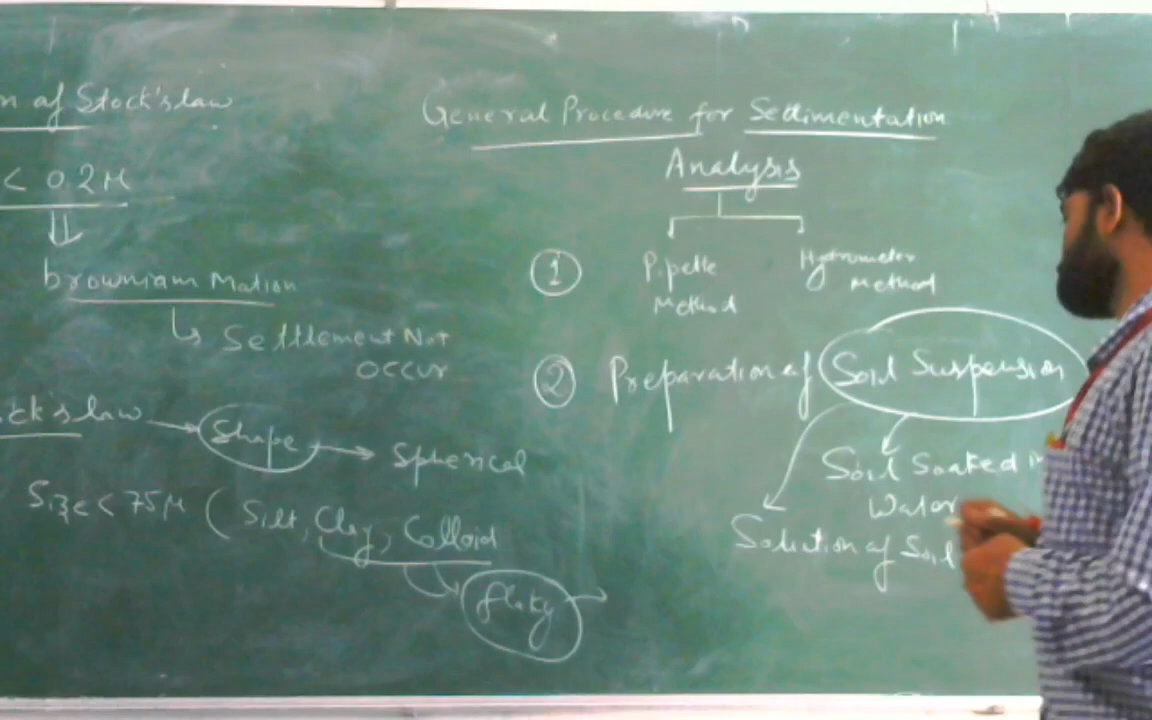 n of Stock's law
< 0.2 μ
browniam Motion
↳ Settlement Not
occur
ck's law → Shape → Spherical
Size < 75 μ ( Silt, Clay, Colloid
flaky →
General Procedure for Sedimentation
Analysis
① Pipette Method
Hydrometer Method
② Preparation of Soil Suspension
Soil Soaked in
Water
Solution of Soil